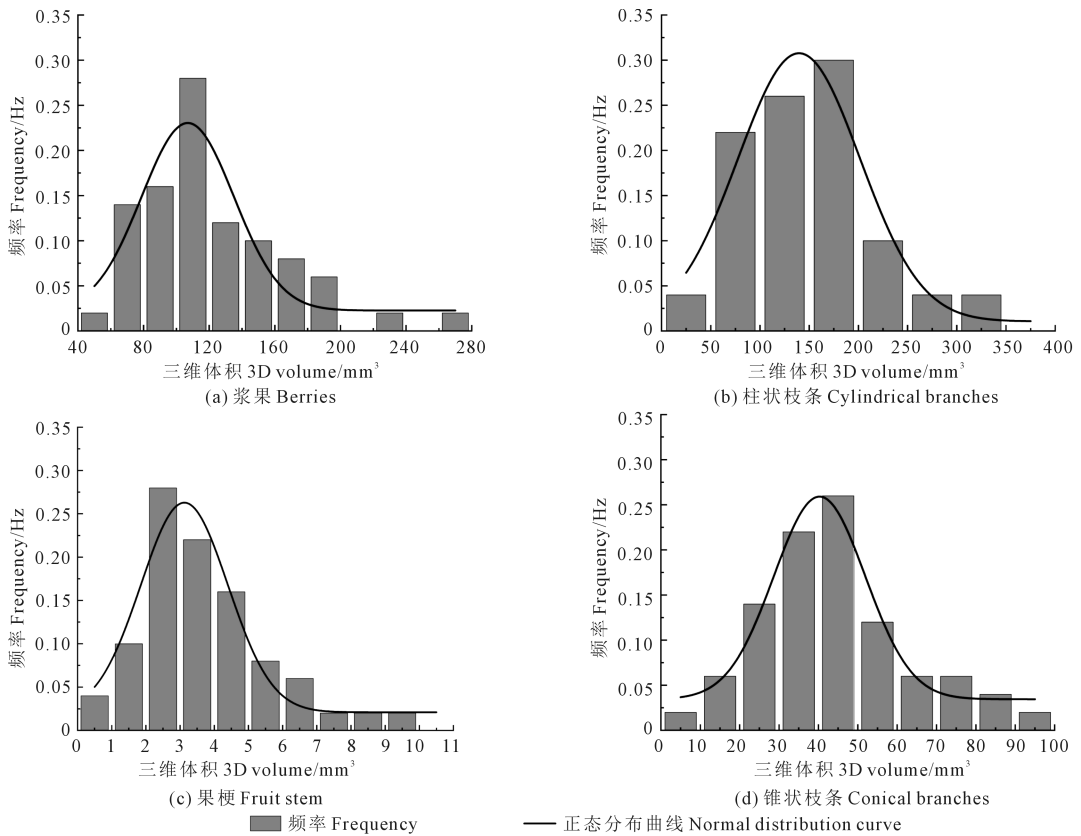 0.35
0.30
0.25
0.20
0.15
0.10
0.05
0
频率 Frequency/Hz
40 80 120 160 200 240 280
三维体积 3D volume/mm³
(a) 浆果 Berries
0.35
0.30
0.25
0.20
0.15
0.10
0.05
0
频率 Frequency/Hz
0 50 100 150 200 250 300 350 400
三维体积 3D volume/mm³
(b) 柱状枝条 Cylindrical branches
0.35
0.30
0.25
0.20
0.15
0.10
0.05
0
频率 Frequency/Hz
0 1 2 3 4 5 6 7 8 9 10 11
三维体积 3D volume/mm³
(c) 果梗 Fruit stem
0.35
0.30
0.25
0.20
0.15
0.10
0.05
0
频率 Frequency/Hz
0 10 20 30 40 50 60 70 80 90 100
三维体积 3D volume/mm³
(d) 锥状枝条 Conical branches
频率 Frequency
正态分布曲线 Normal distribution curve